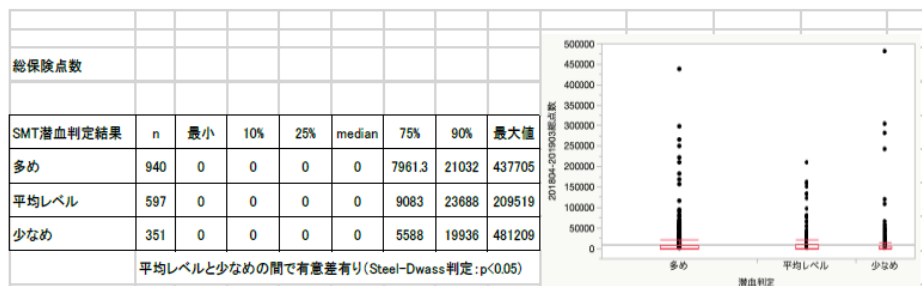 総保険点数
SMT潜血判定結果 n 最小 10% 25% median 75% 90% 最大値
多め 940 0 0 0 0 7961.3 21032 437705
平均レベル 597 0 0 0 0 9083 23688 209519
少なめ 351 0 0 0 0 5588 19936 481209
平均レベルと少なめの間で有意差有り(Steel-Dwass判定:p<0.05)
500000
450000
400000
350000
300000
250000
200000
150000
100000
50000
0
201804-201903総点数
多め 平均レベル 少なめ
潜血判定